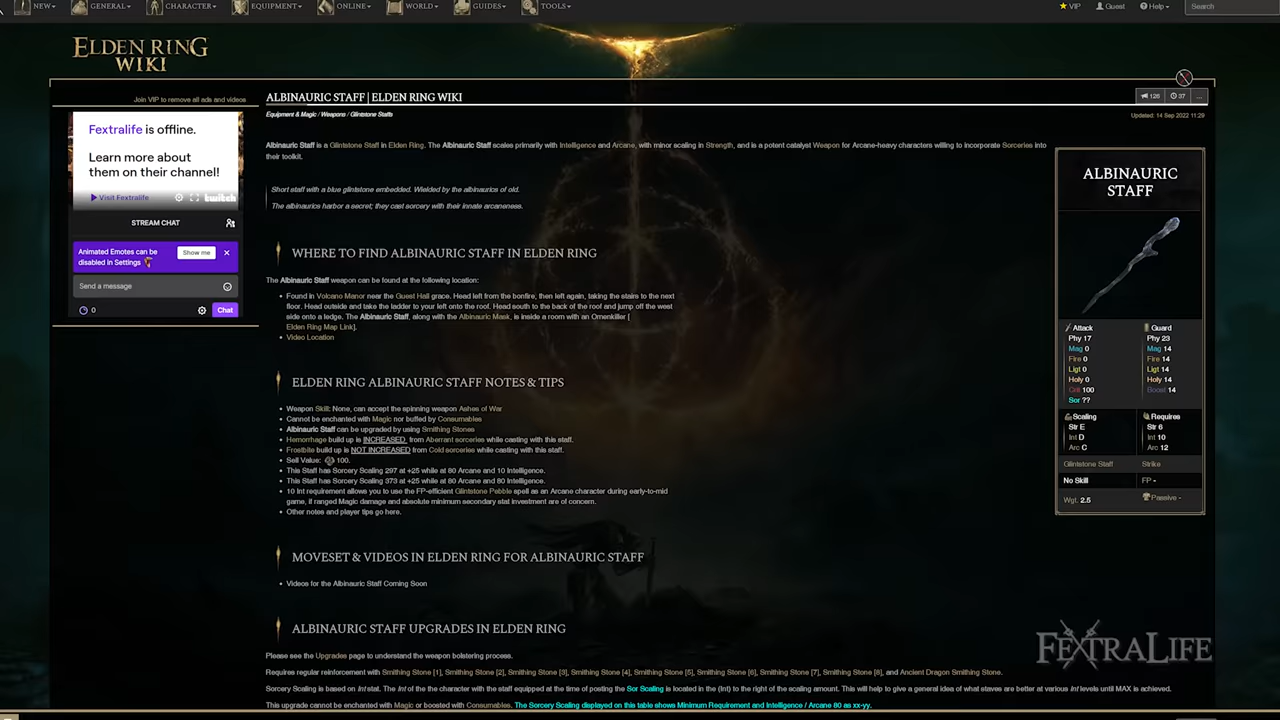 NEW
GENERAL
CHARACTER
EQUIPMENT
ONLINE
WORLD
GUIDES
TOOLS
VIP
Guest
Help
Search
ELDEN RING
WIKI
Join VIP to remove all ads and videos
Fextralife is offline.
Learn more about
them on their channel!
Visit Fextralife
twitch
STREAM CHAT
Animated Emotes can be
disabled in Settings
Show me
Send a message
0
Chat
ALBINAURIC STAFF | ELDEN RING WIKI
126
37
...
Equipment & Magic / Weapons / Glintstone Staffs
Updated: 14 Sep 2022 11:29
Albinauric Staff is a Glintstone Staff in Elden Ring. The Albinauric Staff scales primarily with Intelligence and Arcane, with minor scaling in Strength, and is a potent catalyst Weapon for Arcane-heavy characters willing to incorporate Sorceries into
their toolkit.
Short staff with a blue glintstone embedded. Wielded by the albinaurics of old.
The albinaurics harbor a secret; they cast sorcery with their innate arcaneness.
WHERE TO FIND ALBINAURIC STAFF IN ELDEN RING
The Albinauric Staff weapon can be found at the following location:
• Found in Volcano Manor near the Guest Hall grace. Head left from the bonfire, then left again, taking the stairs to the next
floor. Head outside and take the ladder to your left onto the roof. Head south to the back of the roof and jump off the west
side onto a ledge. The Albinauric Staff, along with the Albinauric Mask, is inside a room with an Omenkiller [
Elden Ring Map Link].
• Video Location
ELDEN RING ALBINAURIC STAFF NOTES & TIPS
• Weapon Skill: None, can accept the spinning weapon Ashes of War
• Cannot be enchanted with Magic nor buffed by Consumables
• Albinauric Staff can be upgraded by using Smithing Stones
• Hemorrhage build up is INCREASED from Aberrant sorceries while casting with this staff.
• Frostbite build up is NOT INCREASED from Cold sorceries while casting with this staff.
• Sell Value: 100.
• This Staff has Sorcery Scaling 297 at +25 while at 80 Arcane and 10 Intelligence.
• This Staff has Sorcery Scaling 373 at +25 while at 80 Arcane and 80 Intelligence.
• 10 Int requirement allows you to use the FP-efficient Glintstone Pebble spell as an Arcane character during early-to-mid
game, if ranged Magic damage and absolute minimum secondary stat investment are of concern.
• Other notes and player tips go here.
MOVESET & VIDEOS IN ELDEN RING FOR ALBINAURIC STAFF
• Videos for the Albinauric Staff Coming Soon
ALBINAURIC STAFF UPGRADES IN ELDEN RING
Please see the Upgrades page to understand the weapon bolstering process.
Requires regular reinforcement with Smithing Stone [1], Smithing Stone [2], Smithing Stone [3], Smithing Stone [4], Smithing Stone [5], Smithing Stone [6], Smithing Stone [7], Smithing Stone [8], and Ancient Dragon Smithing Stone.
Sorcery Scaling is based on Int stat. The Int of the the character with the staff equipped at the time of posting the Sor Scaling is located in the (Int) to the right of the scaling amount. This will help to give a general idea of what staves are better at various Int levels until MAX is achieved.
This upgrade cannot be enchanted with Magic or boosted with Consumables. The Sorcery Scaling displayed on this table shows Minimum Requirement and Intelligence / Arcane 80 as xx-yy.
ALBINAURIC
STAFF
Attack
Guard
Phy 17
Phy 23
Mag 0
Mag 14
Fire 0
Fire 14
Ligt 0
Ligt 14
Holy 0
Holy 14
Crit 100
Boost 14
Sor ??
Scaling
Requires
Str E
Str 6
Int D
Int 10
Arc C
Arc 12
Glintstone Staff
Strike
No Skill
FP -
Wgt. 2.5
Passive -
FEXTRALIFE